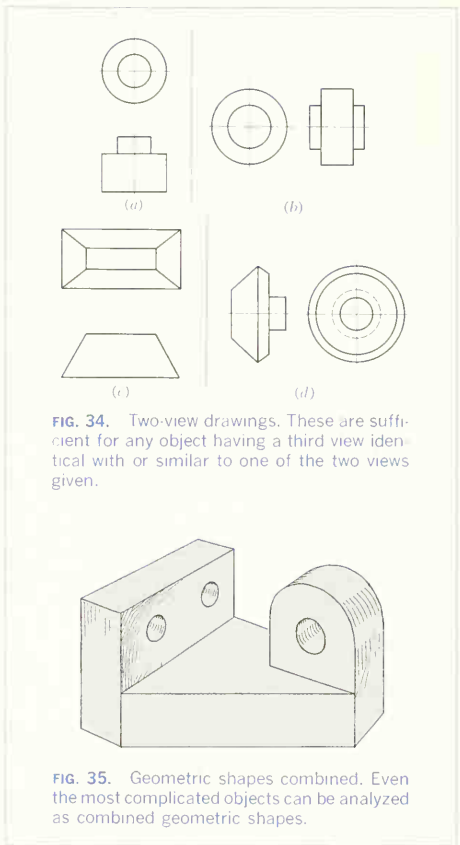 (a)
(b)
(c)
(d)
FIG. 34. Two-view drawings. These are suffi-
cient for any object having a third view iden-
tical with or similar to one of the two views
given.
FIG. 35. Geometric shapes combined. Even
the most complicated objects can be analyzed
as combined geometric shapes.